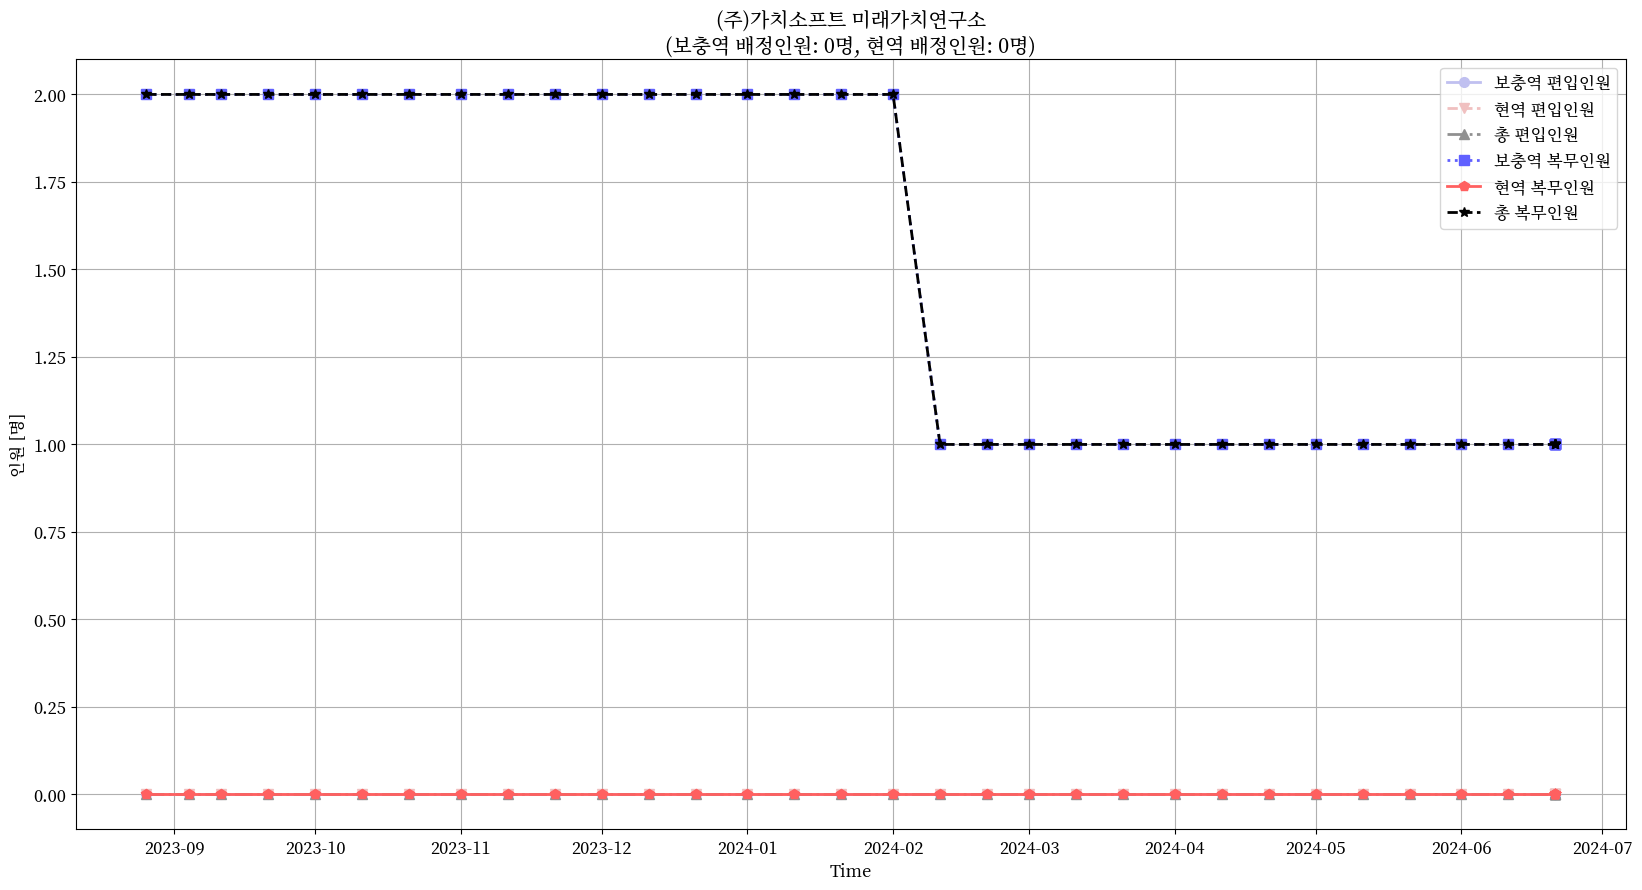 (주)가치소프트 미래가치연구소
(보충역 배정인원: 0명, 현역 배정인원: 0명)
보충역 편입인원
현역 편입인원
총 편입인원
보충역 복무인원
현역 복무인원
총 복무인원
인원 [명]
2.00
1.75
1.50
1.25
1.00
0.75
0.50
0.25
0.00
2023-09 2023-10 2023-11 2023-12 2024-01 2024-02 2024-03 2024-04 2024-05 2024-06 2024-07
Time